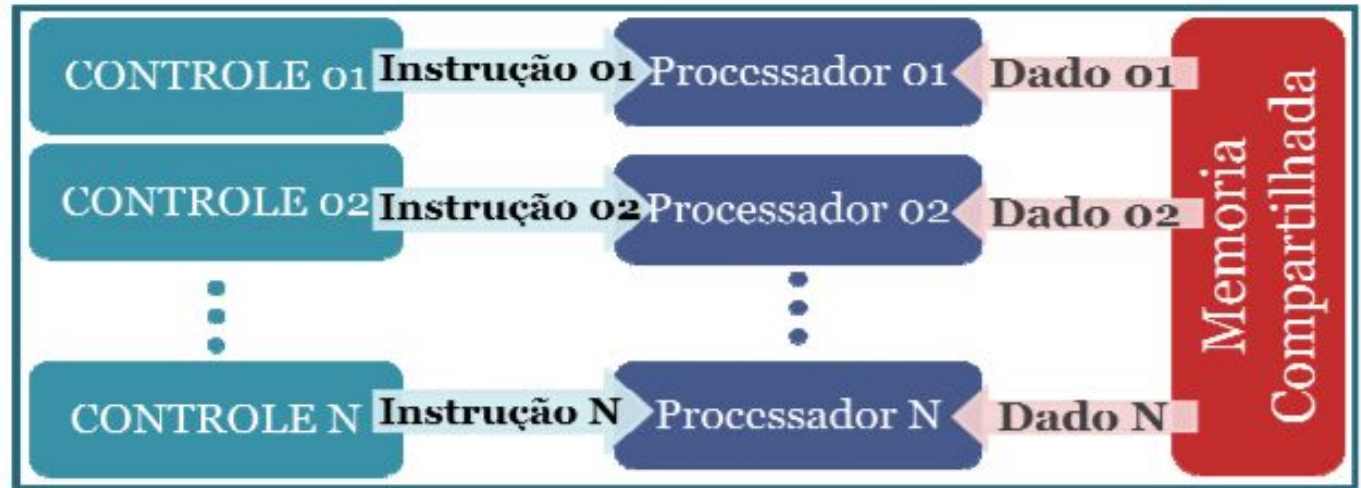 CONTROLE 01 Instrução 01 Proccssador 01 Dado 01
CONTROLE 02 Instrução 02 Processador 02 Dado 02
CONTROLE N Instrução N Proccssador N Dado N
Memoria
Compartilhada